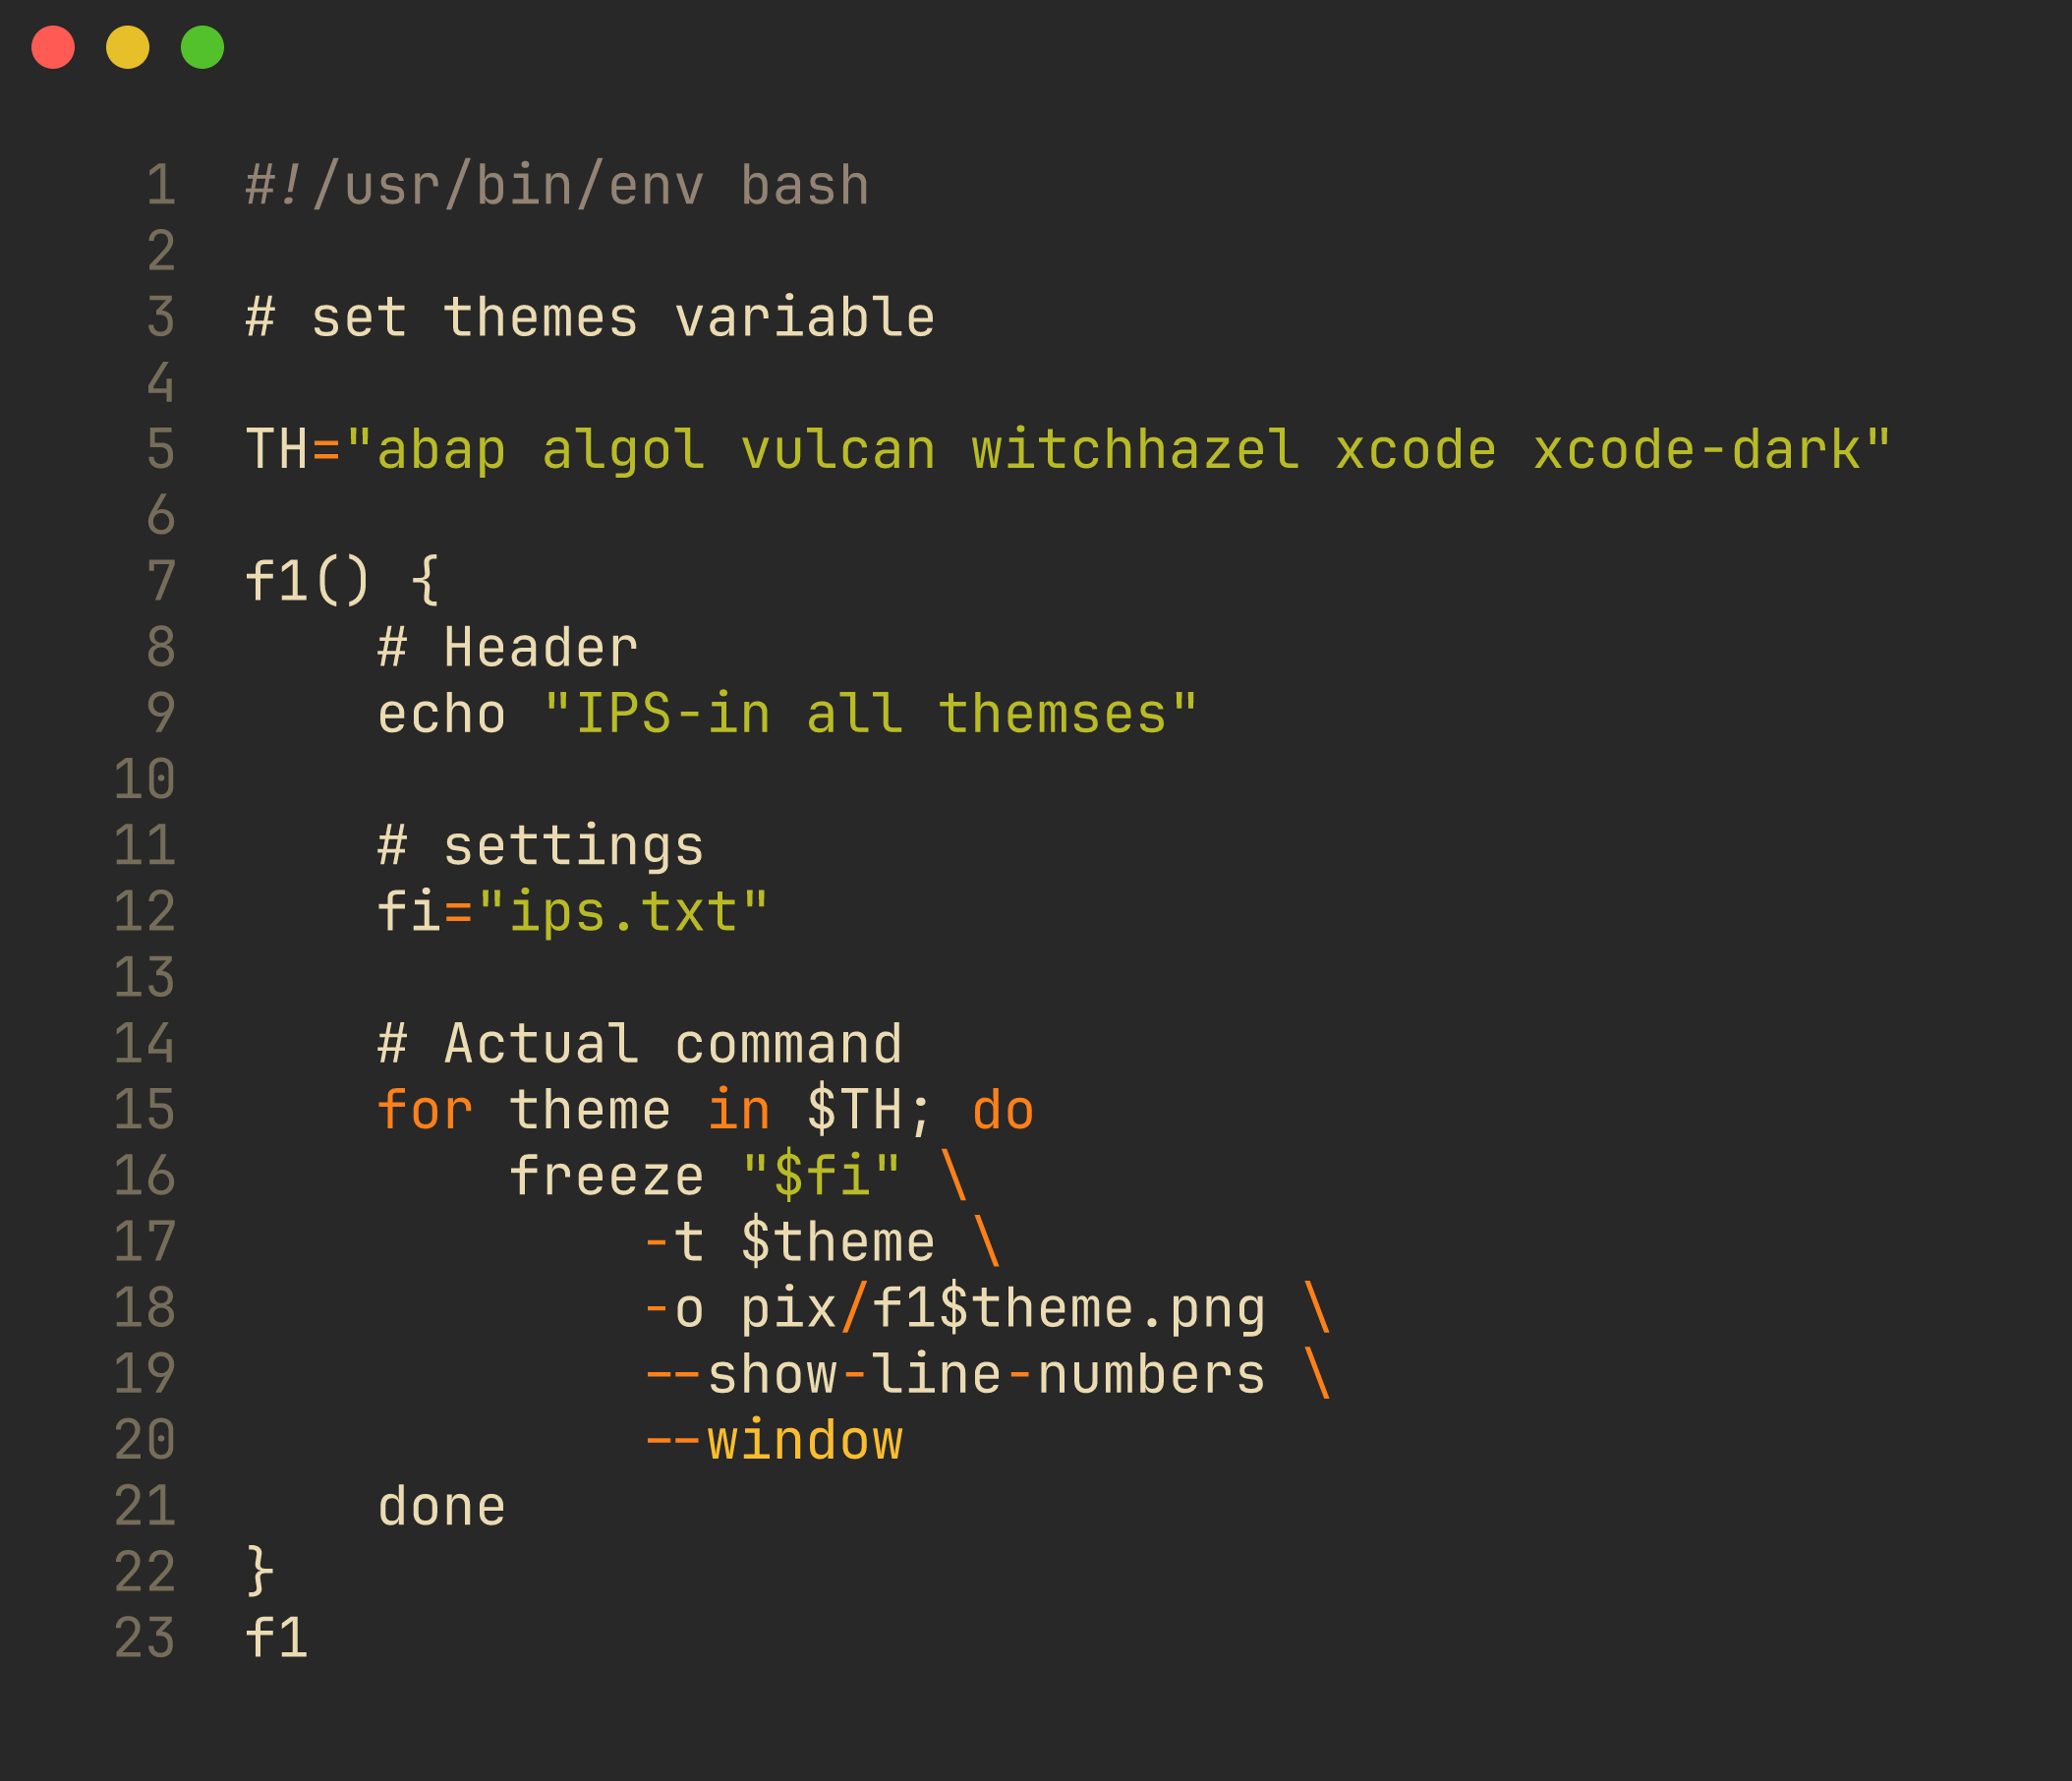 1 #!//usr/bin/env bash
2
3 # set themes variable
4
5 TH="abap algol vulcan witchhazel xcode xcode-dark"
6
7 f1() {
8     # Header
9     echo "IPS-in all themses"
10
11     # settings
12     fi="ips.txt"
13
14     # Actual command
15     for theme in $TH; do
16         freeze "$fi" \
17             -t $theme \
18             -o pix/f1$theme.png \
19             --show-line-numbers \
20             --window
21     done
22 }
23 f1